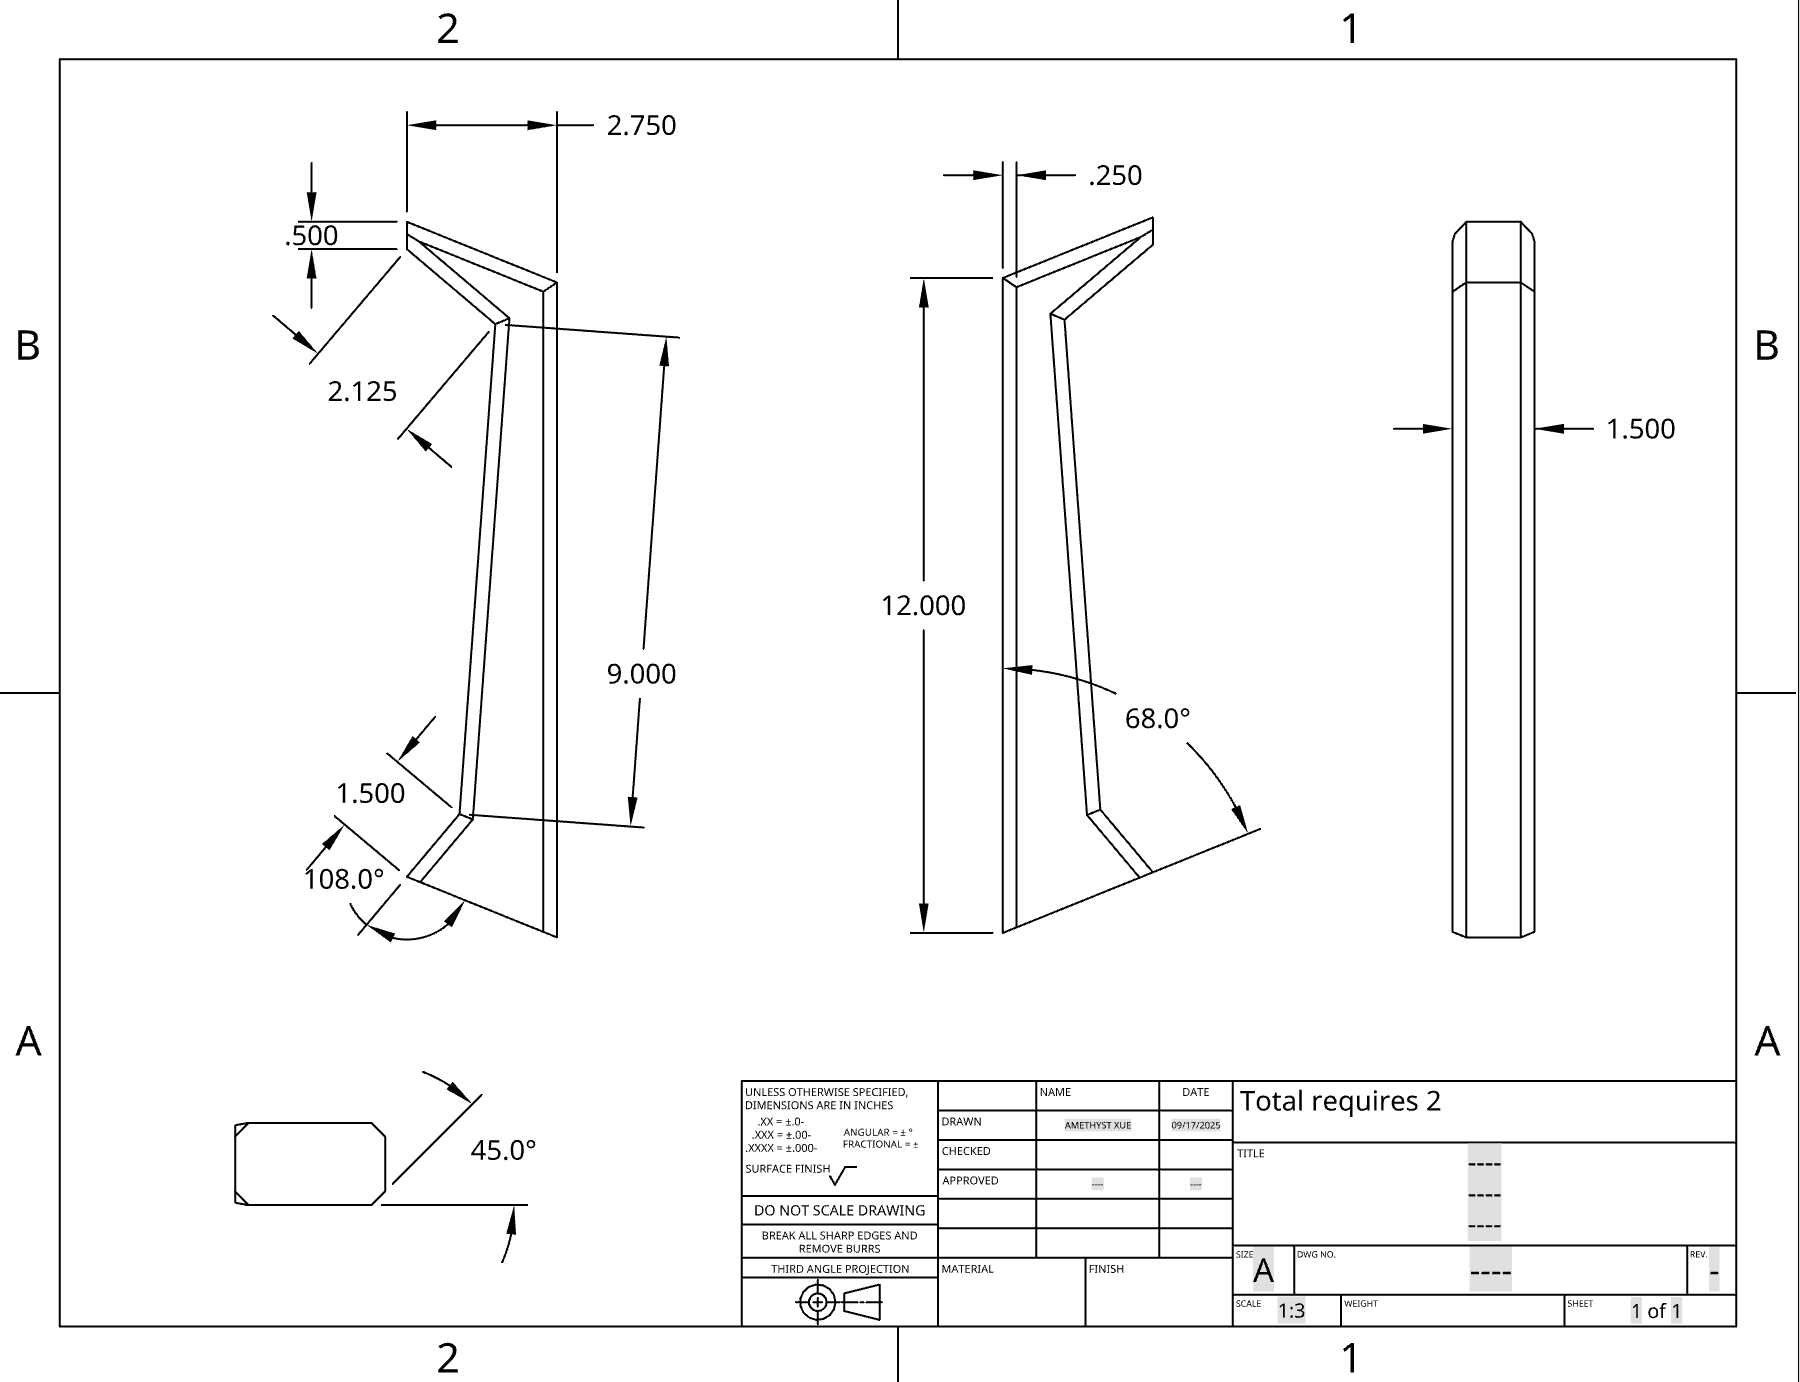 2
1
2.750
.250
.500
B
B
2.125
1.500
12.000
9.000
68.0°
1.500
108.0°
A
A
45.0°
UNLESS OTHERWISE SPECIFIED,
DIMENSIONS ARE IN INCHES
.XX = ±.0-
.XXX = ±.00-
.XXXX = ±.000-
ANGULAR = ± °
FRACTIONAL = ±
SURFACE FINISH
DO NOT SCALE DRAWING
BREAK ALL SHARP EDGES AND
REMOVE BURRS
THIRD ANGLE PROJECTION
NAME
DATE
DRAWN
AMETHYST XUE
09/17/2025
CHECKED
APPROVED
----
----
MATERIAL
FINISH
Total requires 2
TITLE
----
----
----
SIZE
A
DWG NO.
----
REV.
-
SCALE
1:3
WEIGHT
SHEET
1 of 1
2
1